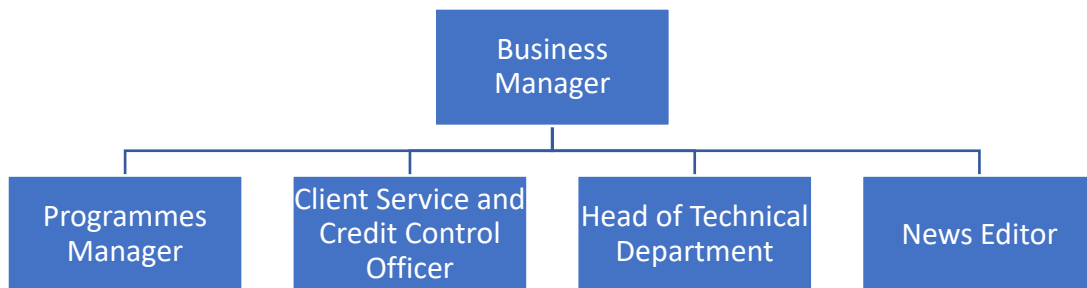 Business
Manager
Programmes
Manager
Client Service and
Credit Control
Officer
Head of Technical
Department
News Editor